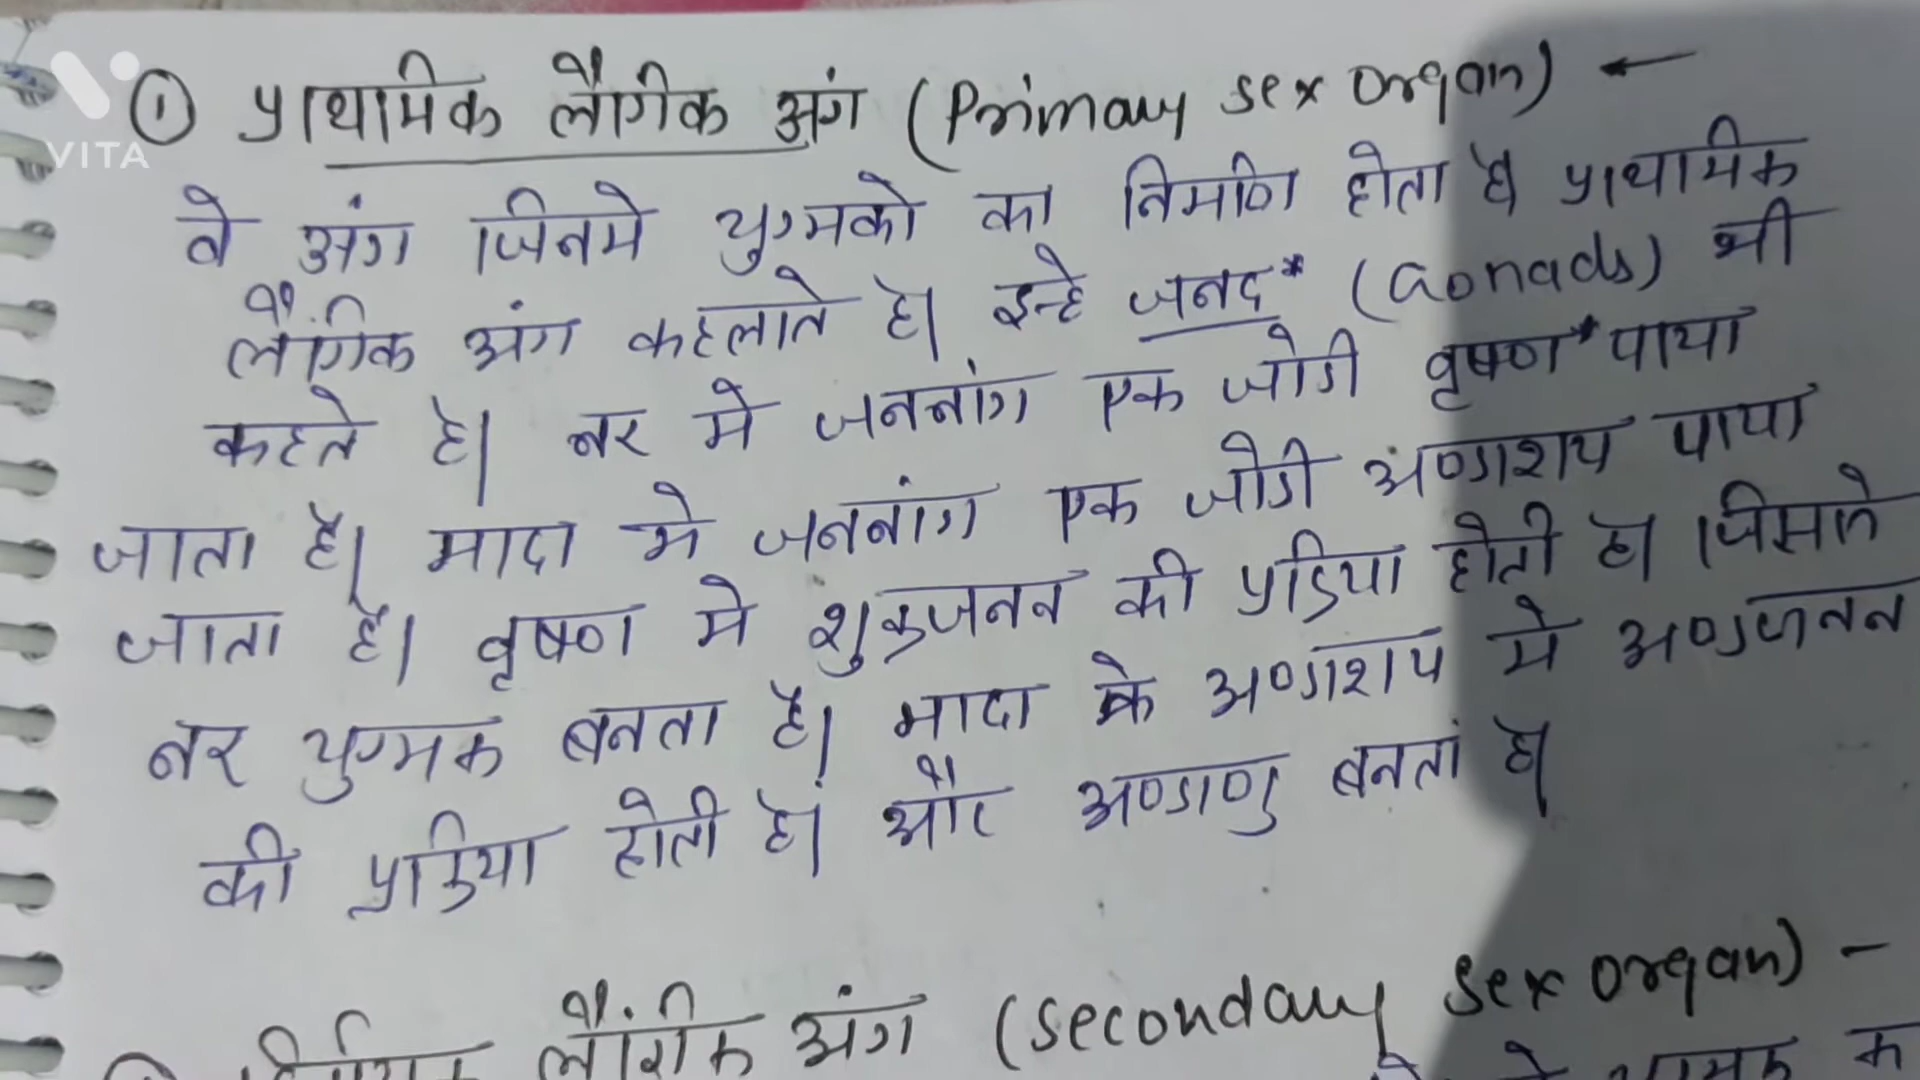 VITA
① प्राथमिक लैंगिक अंग (Primary sex organ) ←
वे अंग जिनमे युग्मको का निर्माण होता है प्राथमिक
लैंगिक अंग कहलाते है। इन्हे जनद* (Gonads) भी
कहते है। नर मे जननांग एक जोडी वृषण* पाया
जाता है। मादा मे जननांग एक जोडी अण्डाशय पाया
जाता है। वृषण मे शुक्रजनन की प्रक्रिया होती है। जिससे
नर युग्मक बनता है। मादा के अण्डाशय मे अण्डजनन
की प्रक्रिया होती है। और अण्डाणु बनता है।
लैंगिक अंग (Secondary sex organ) –